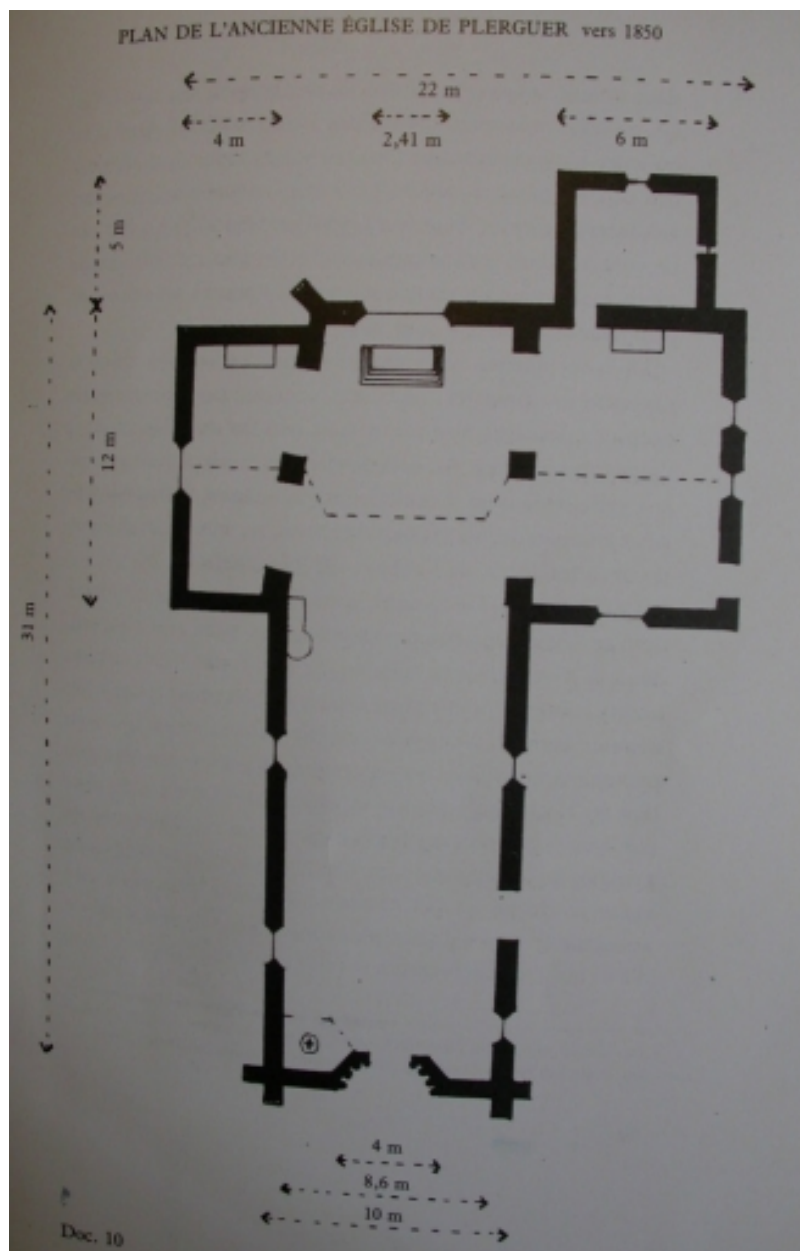 PLAN DE L'ANCIENNE ÉGLISE DE PLERGUER vers 1850
22 m
4 m
2,41 m
6 m
5 m
12 m
31 m
4 m
8,6 m
10 m
Doc. 10